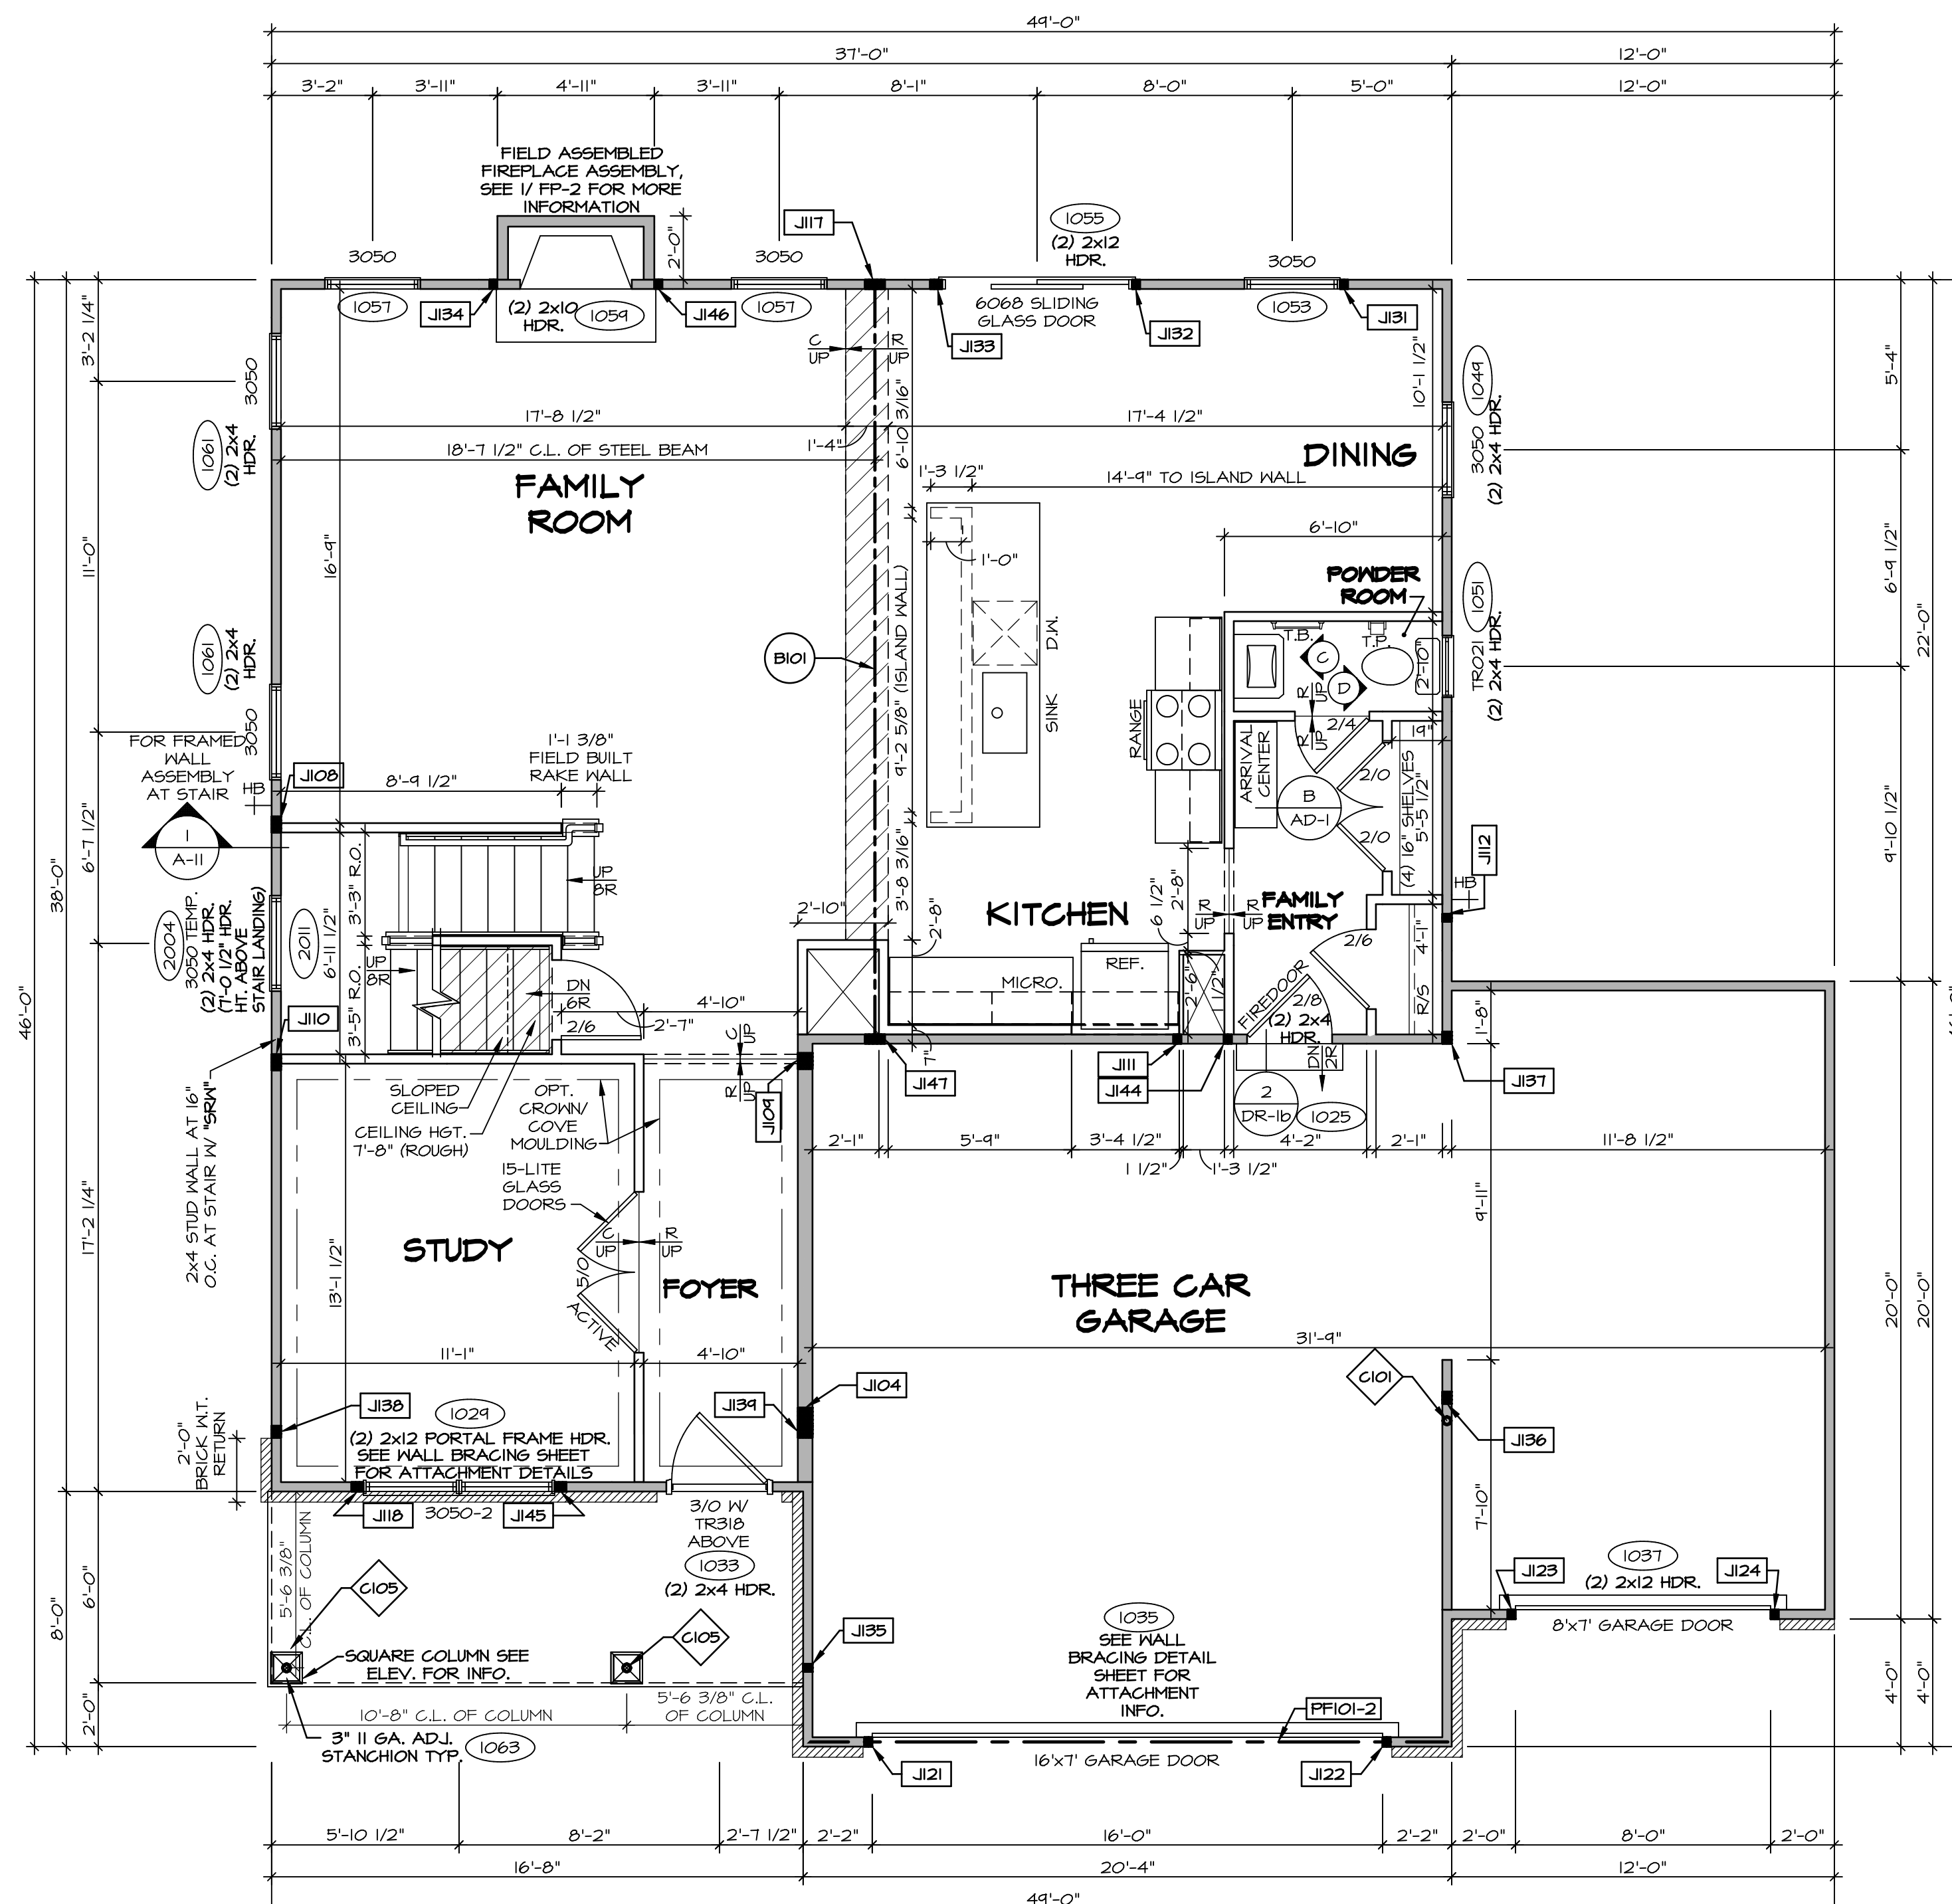 49'-0"
37'-0"
12'-0"
3'-2"
3'-11"
4'-11"
3'-11"
8'-1"
8'-0"
5'-0"
12'-0"
FIELD ASSEMBLED
FIREPLACE ASSEMBLY,
SEE 1/ FP-2 FOR MORE
INFORMATION
2'-0"
J117
1055
(2) 2x12
HDR.
3050
3050
3050
1057
J134
(2) 2x10
HDR.
1059
J146
1057
6068 SLIDING
GLASS DOOR
J133
J132
1053
J131
C
UP
R
UP
3'-2 1/4"
11'-0"
6'-7 1/2"
17'-2 1/4"
38'-0"
46'-0"
8'-0"
6'-0"
2'-0"
3050
1061
(2) 2x4
HDR.
1061
(2) 2x4
HDR.
3050
17'-8 1/2"
1'-4"
6'-10 3/16"
17'-4 1/2"
10'-1 1/2"
18'-7 1/2" C.L. OF STEEL BEAM
FAMILY
ROOM
DINING
1'-3 1/2"
14'-9" TO ISLAND WALL
1049
3050
(2) 2x4 HDR.
5'-4"
6'-9 1/2"
22'-0"
9'-10 1/2"
16'-9"
1'-0"
6'-10"
POWDER
ROOM
1051
TR021
(2) 2x4 HDR.
T.B.
T.P.
C
D
2'-10"
R
UP
R
UP
2/4
19"
B101
9'-2 5/8" (ISLAND WALL)
D.W.
SINK
RANGE
ARRIVAL
CENTER
B
AD-1
2/0
2/0
(4) 16" SHELVES
5'-5 1/2"
FOR FRAMED
WALL
ASSEMBLY
AT STAIR
HB
1
A-11
J108
8'-9 1/2"
1'-1 3/8"
FIELD BUILT
RAKE WALL
UP
8R
3'-3" R.O.
3'-5" R.O.
6'-11 1/2"
2004
3050 TEMP.
(2) 2x4 HDR.
(7'-0 1/2" HDR.
HT. ABOVE
STAIR LANDING)
2011
J110
UP
8R
DN
6R
2/6
2'-7"
4'-10"
2'-10"
3'-8 3/16"
2'-8"
KITCHEN
6 1/2"
2'-8"
R
UP
R
UP
FAMILY
ENTRY
2/6
HB
J112
4'-1"
R/S
MICRO.
REF.
2'-6"
1 1/2"
FIREDOOR
2/8
(2) 2x4
HDR.
DN
2R
7"
J147
J111
J144
2
DR-1b
1025
J137
1'-8"
C
UP
R
UP
J109
2x4 STUD WALL AT 16"
O.C. AT STAIR W/ "SRW"
SLOPED
CEILING
CEILING HGT.
7'-8" (ROUGH)
OPT.
CROWN/
COVE
MOULDING
15-LITE
GLASS
DOORS
2'-1"
5'-9"
3'-4 1/2"
1 1/2"
1'-3 1/2"
4'-2"
2'-1"
11'-8 1/2"
9'-11"
STUDY
C
UP
R
UP
5/0
ACTIVE
FOYER
13'-1 1/2"
THREE CAR
GARAGE
31'-9"
20'-0"
20'-0"
11'-1"
4'-10"
J138
J139
J104
C101
J136
2'-0"
BRICK W.T.
RETURN
1029
(2) 2x12 PORTAL FRAME HDR.
SEE WALL BRACING SHEET
FOR ATTACHMENT DETAILS
J118
3050-2
J145
3/0 W/
TR318
ABOVE
1033
(2) 2x4 HDR.
7'-10"
J123
1037
(2) 2x12 HDR.
J124
8'x7' GARAGE DOOR
5'-6 3/8"
C.L. OF COLUMN
C105
C105
SQUARE COLUMN SEE
ELEV. FOR INFO.
J135
1035
SEE WALL
BRACING DETAIL
SHEET FOR
ATTACHMENT
INFO.
PF101-2
4'-0"
4'-0"
10'-8" C.L. OF COLUMN
5'-6 3/8" C.L.
OF COLUMN
3" 11 GA. ADJ.
STANCHION TYP.
1063
J121
16'x7' GARAGE DOOR
J122
5'-10 1/2"
8'-2"
2'-7 1/2"
2'-2"
16'-0"
2'-2"
2'-0"
8'-0"
2'-0"
16'-8"
20'-4"
12'-0"
49'-0"